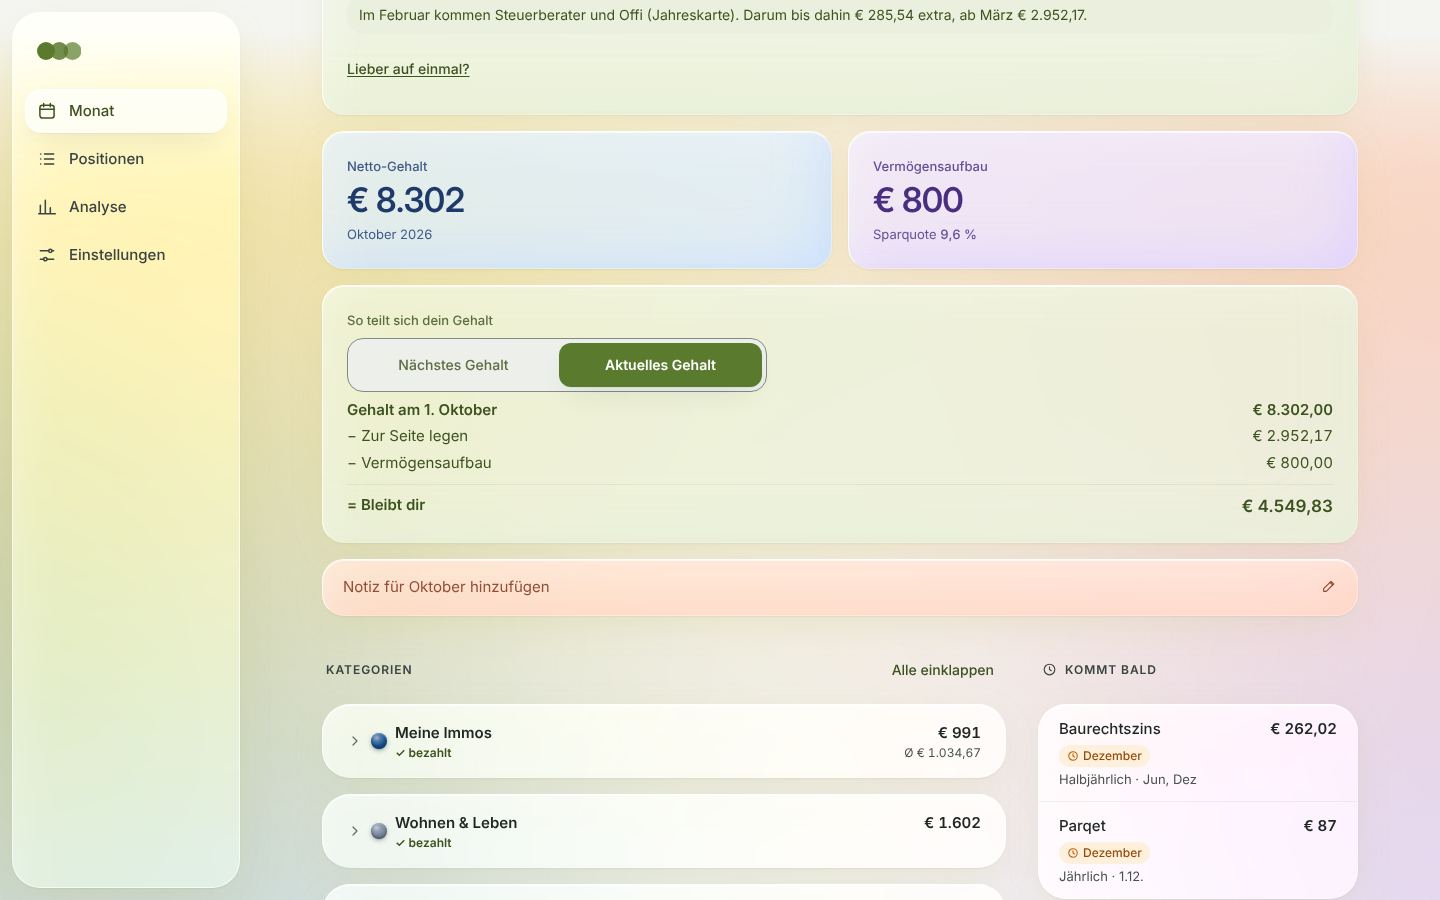 Im Februar kommen Steuerberater und Offi (Jahreskarte). Darum bis dahin € 285,54 extra, ab März € 2.952,17.
Lieber auf einmal?
Monat
Positionen
Analyse
Einstellungen
Netto-Gehalt
€ 8.302
Oktober 2026
Vermögensaufbau
€ 800
Sparquote 9,6 %
So teilt sich dein Gehalt
Nächstes Gehalt
Aktuelles Gehalt
Gehalt am 1. Oktober € 8.302,00
− Zur Seite legen € 2.952,17
− Vermögensaufbau € 800,00
= Bleibt dir € 4.549,83
Notiz für Oktober hinzufügen
KATEGORIEN
Alle einklappen
Meine Immos € 991
✓ bezahlt Ø € 1.034,67
Wohnen & Leben € 1.602
✓ bezahlt
KOMMT BALD
Baurechtszins € 262,02
Dezember
Halbjährlich · Jun, Dez
Parqet € 87
Dezember
Jährlich · 1.12.